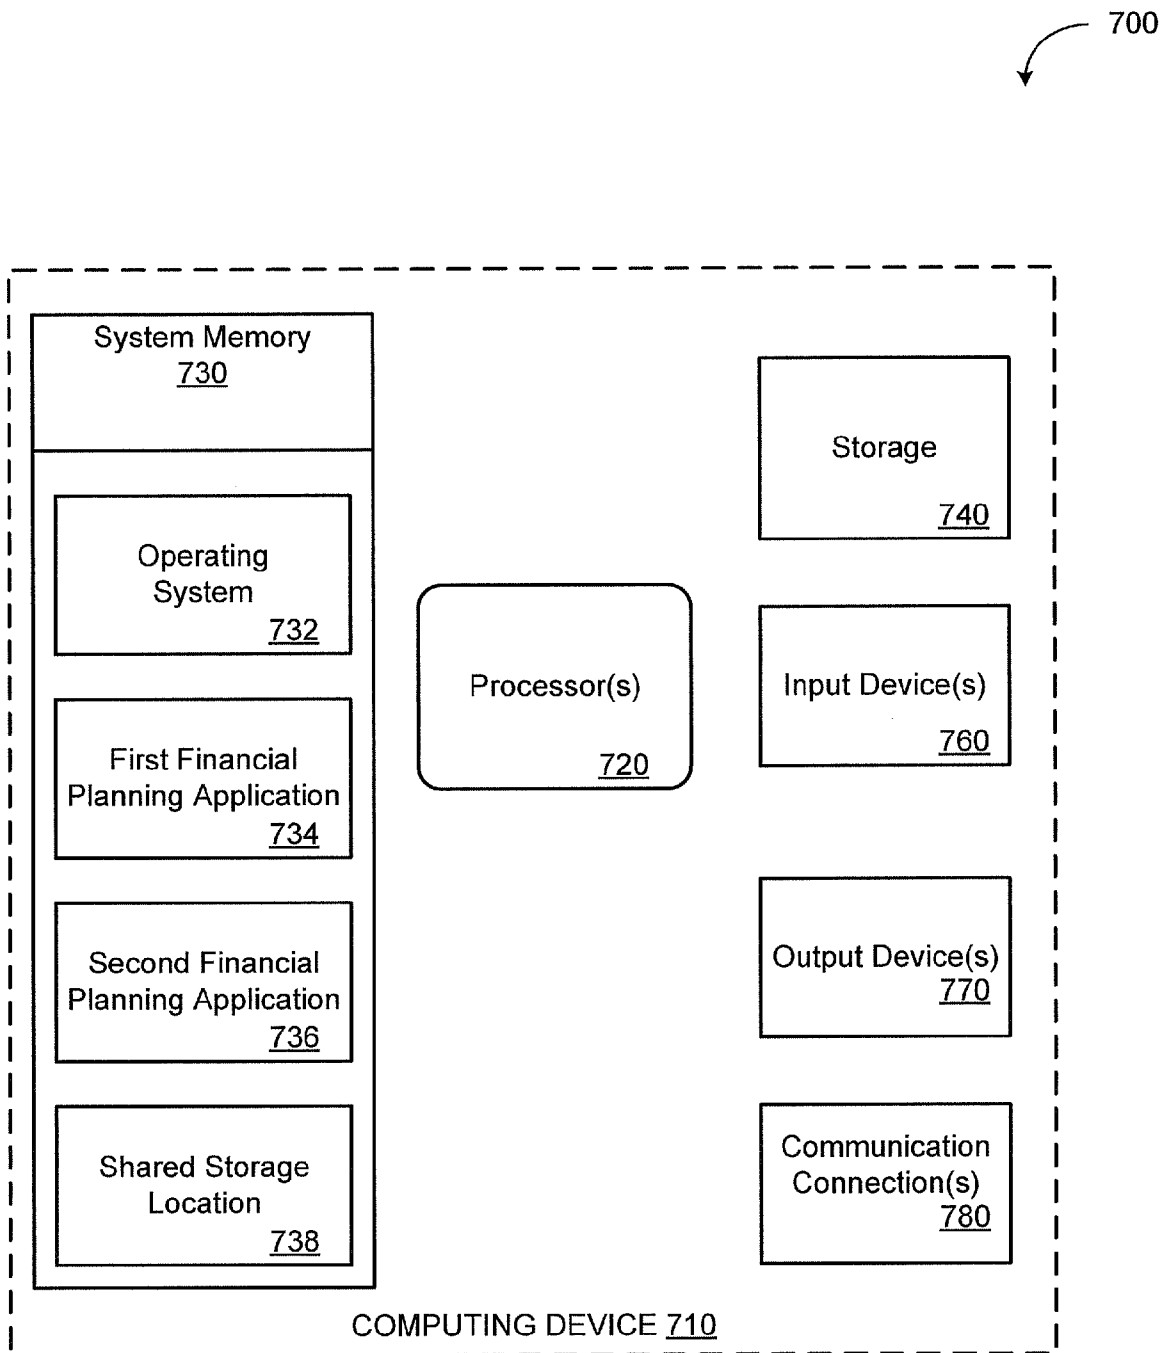 700
System Memory
730
Operating
System
732
First Financial
Planning Application
734
Second Financial
Planning Application
736
Shared Storage
Location
738
Processor(s)
720
Storage
740
Input Device(s)
760
Output Device(s)
770
Communication
Connection(s)
780
COMPUTING DEVICE 710